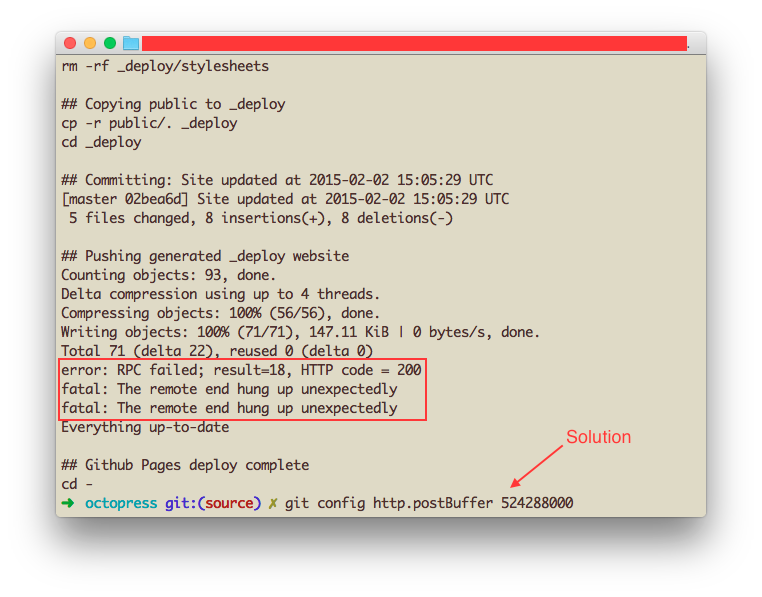 rm -rf _deploy/stylesheets
## Copying public to _deploy
cp -r public/. _deploy
cd _deploy
## Committing: Site updated at 2015-02-02 15:05:29 UTC
[master 02bea6d] Site updated at 2015-02-02 15:05:29 UTC
 5 files changed, 8 insertions(+), 8 deletions(-)
## Pushing generated _deploy website
Counting objects: 93, done.
Delta compression using up to 4 threads.
Compressing objects: 100% (56/56), done.
Writing objects: 100% (71/71), 147.11 KiB | 0 bytes/s, done.
Total 71 (delta 22), reused 0 (delta 0)
error: RPC failed; result=18, HTTP code = 200
fatal: The remote end hung up unexpectedly
fatal: The remote end hung up unexpectedly
Everything up-to-date
Solution
## Github Pages deploy complete
cd -
➜ octopress git:(source) ✗ git config http.postBuffer 524288000